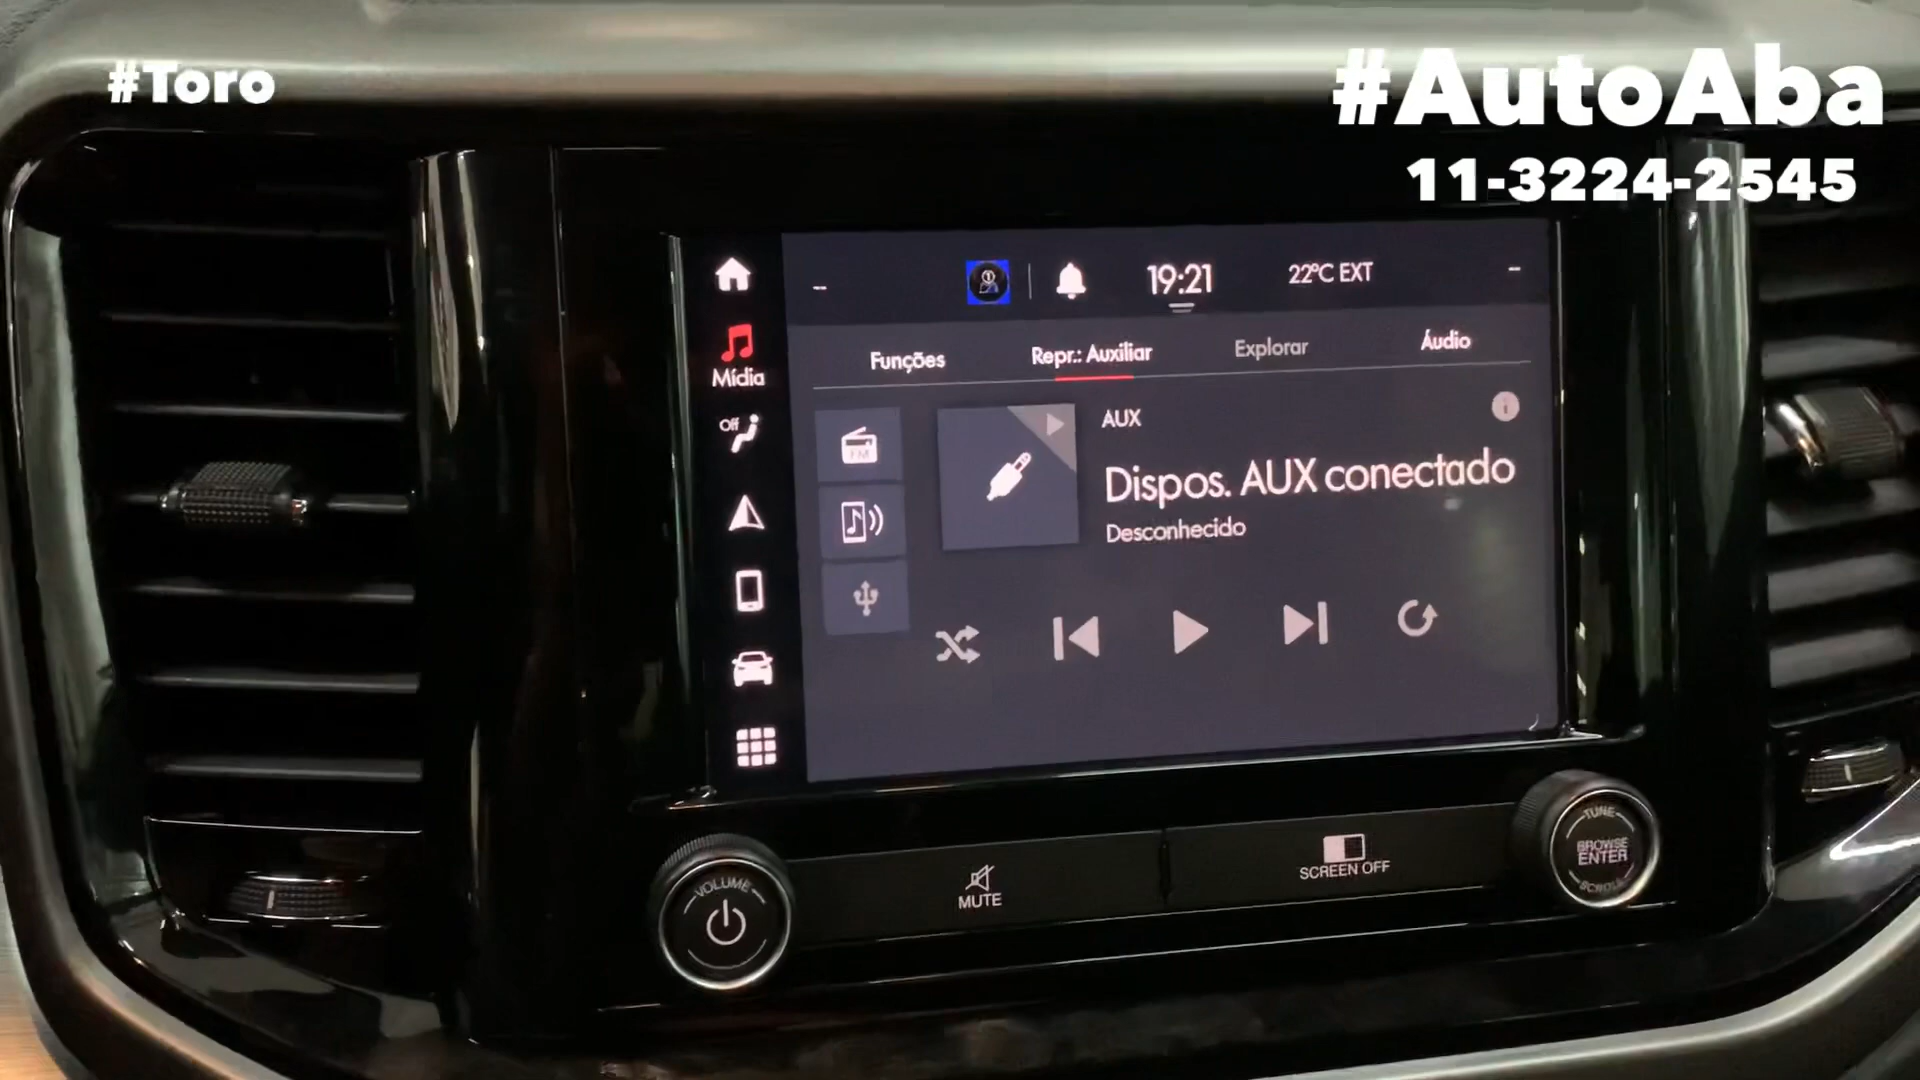 #Toro
#AutoAba
11-3224-2545
--
19:21
22°C EXT
--
Mídia
Off
Funções
Repr.: Auxiliar
Explorar
Áudio
FM
AUX
Dispos. AUX conectado
Desconhecido
VOLUME
MUTE
SCREEN OFF
TUNE
BROWSE
ENTER
SCROLL